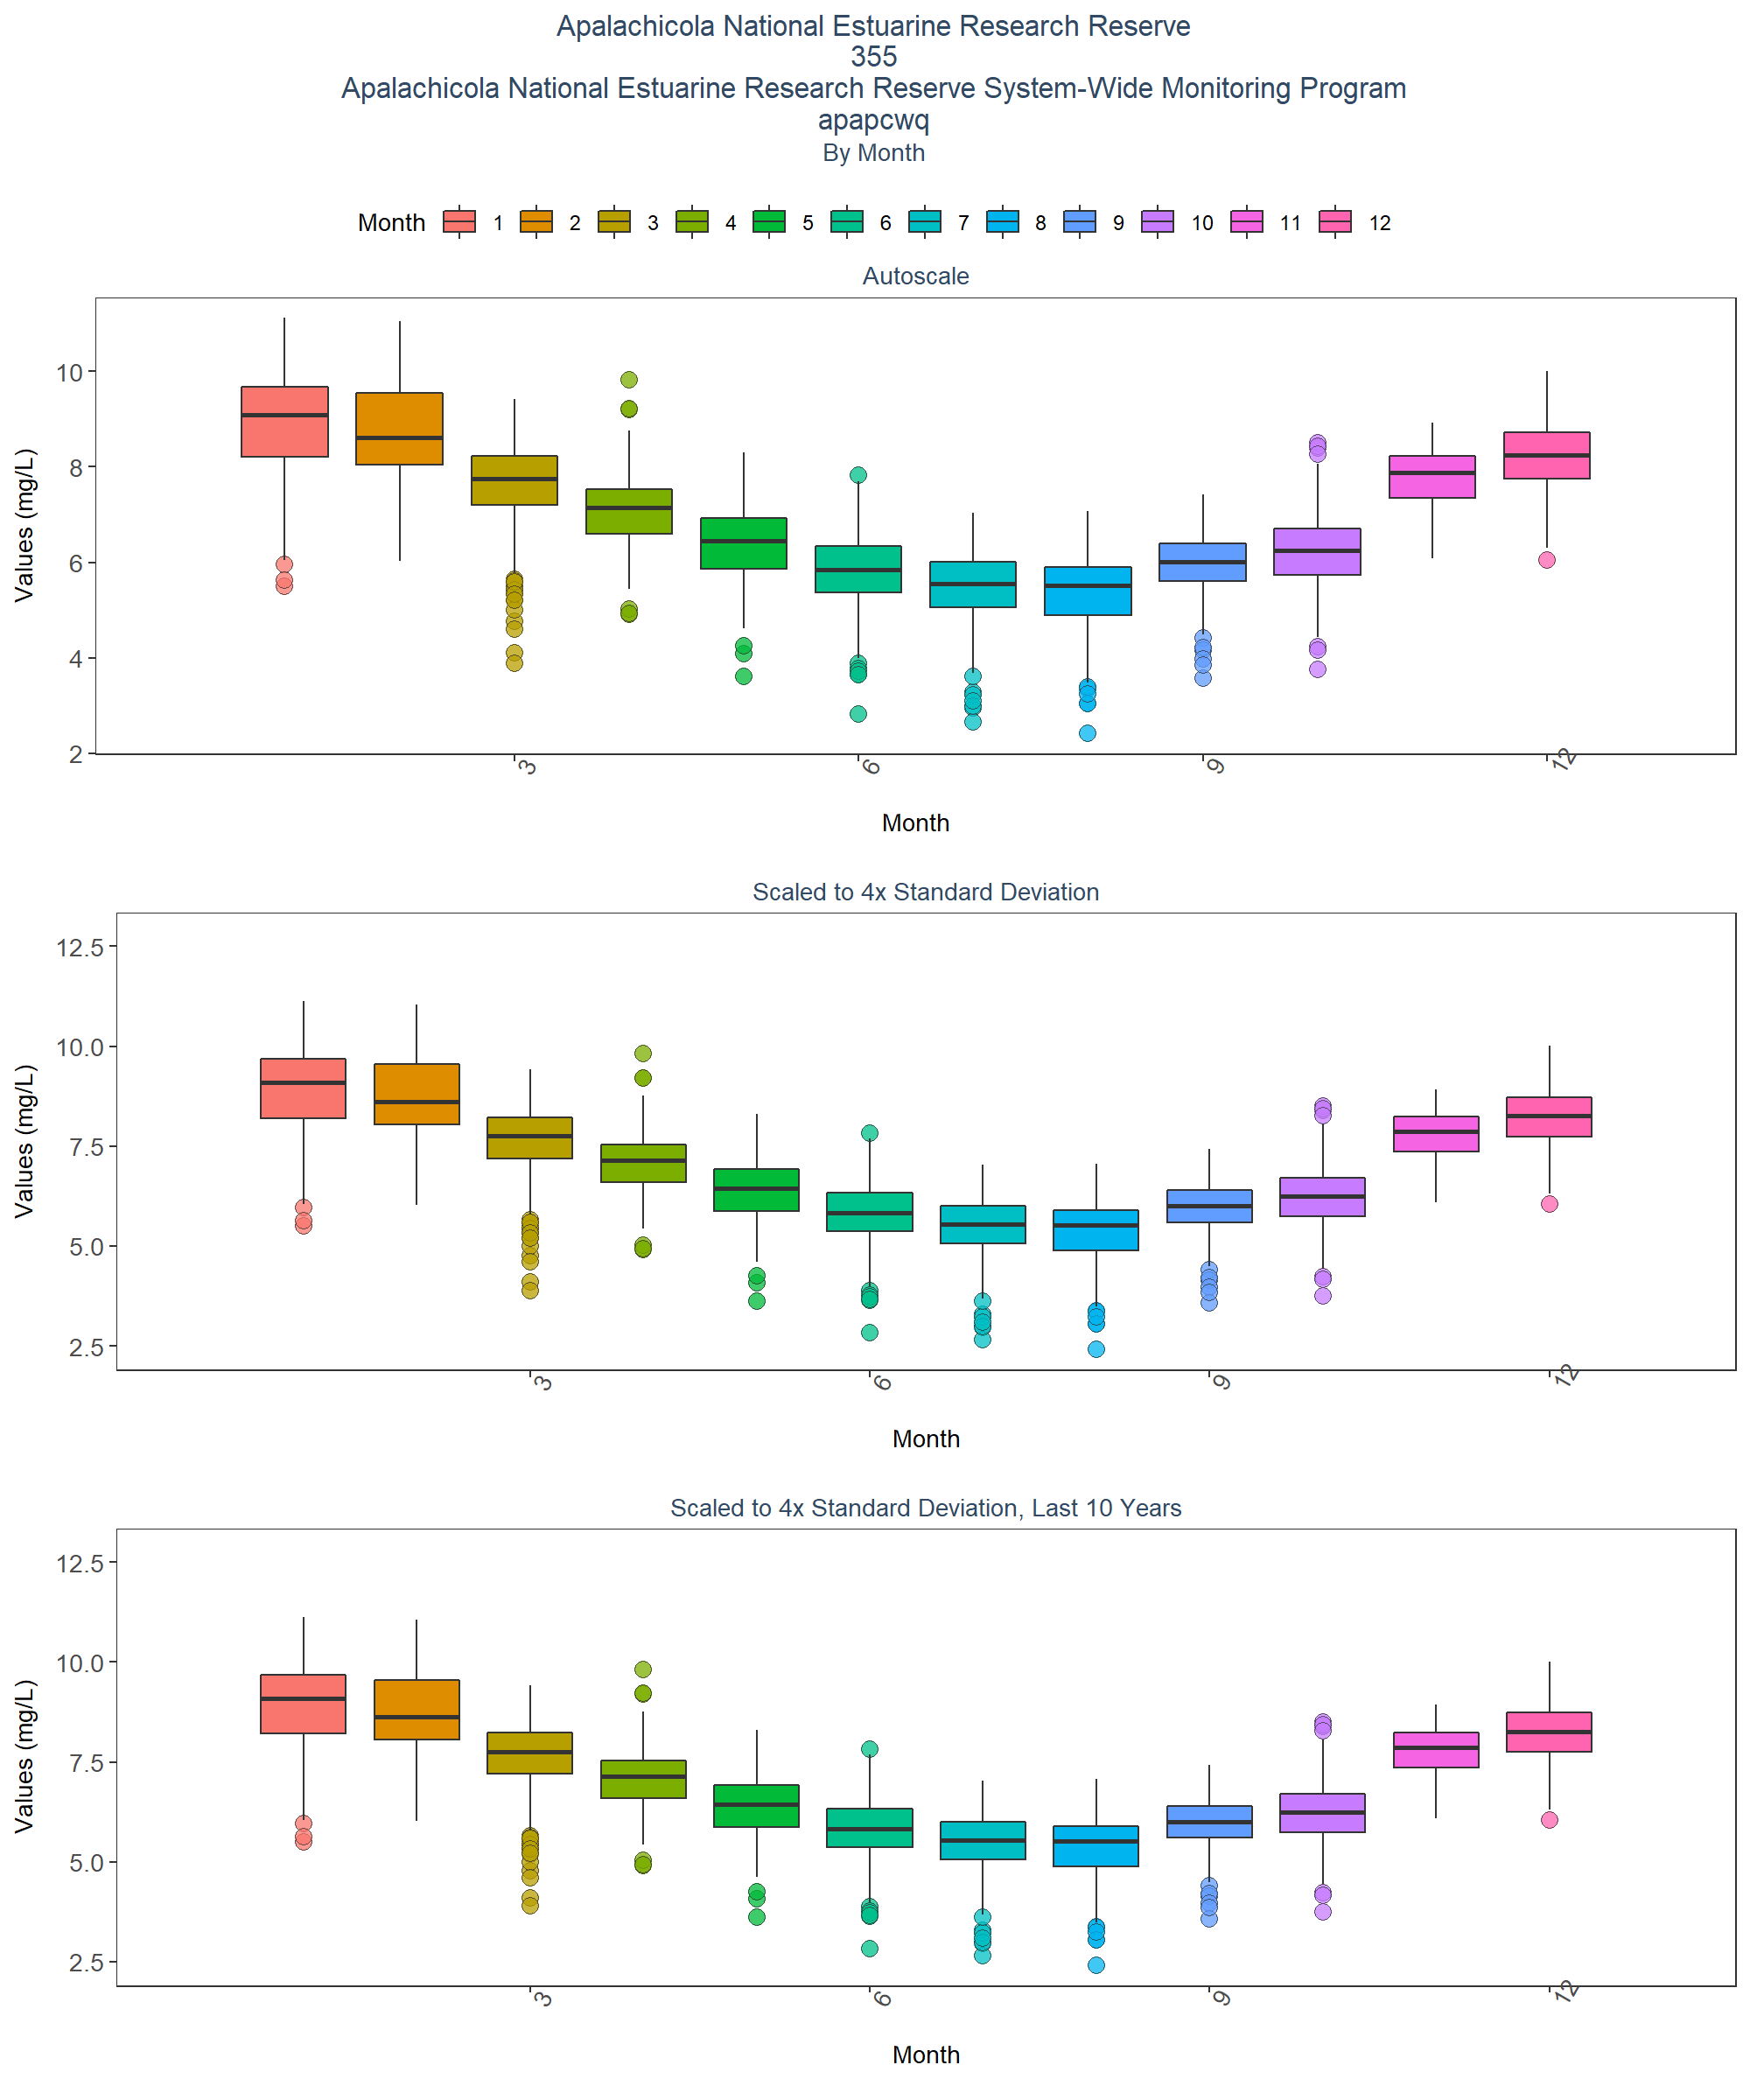 Apalachicola National Estuarine Research Reserve
355
Apalachicola National Estuarine Research Reserve System-Wide Monitoring Program
apapcwq
By Month
Month 1 2 3 4 5 6 7 8 9 10 11 12
Autoscale
Values (mg/L)
10
8
6
4
2
3 6 9 12
Month
Scaled to 4x Standard Deviation
Values (mg/L)
12.5
10.0
7.5
5.0
2.5
3 6 9 12
Month
Scaled to 4x Standard Deviation, Last 10 Years
Values (mg/L)
12.5
10.0
7.5
5.0
2.5
3 6 9 12
Month